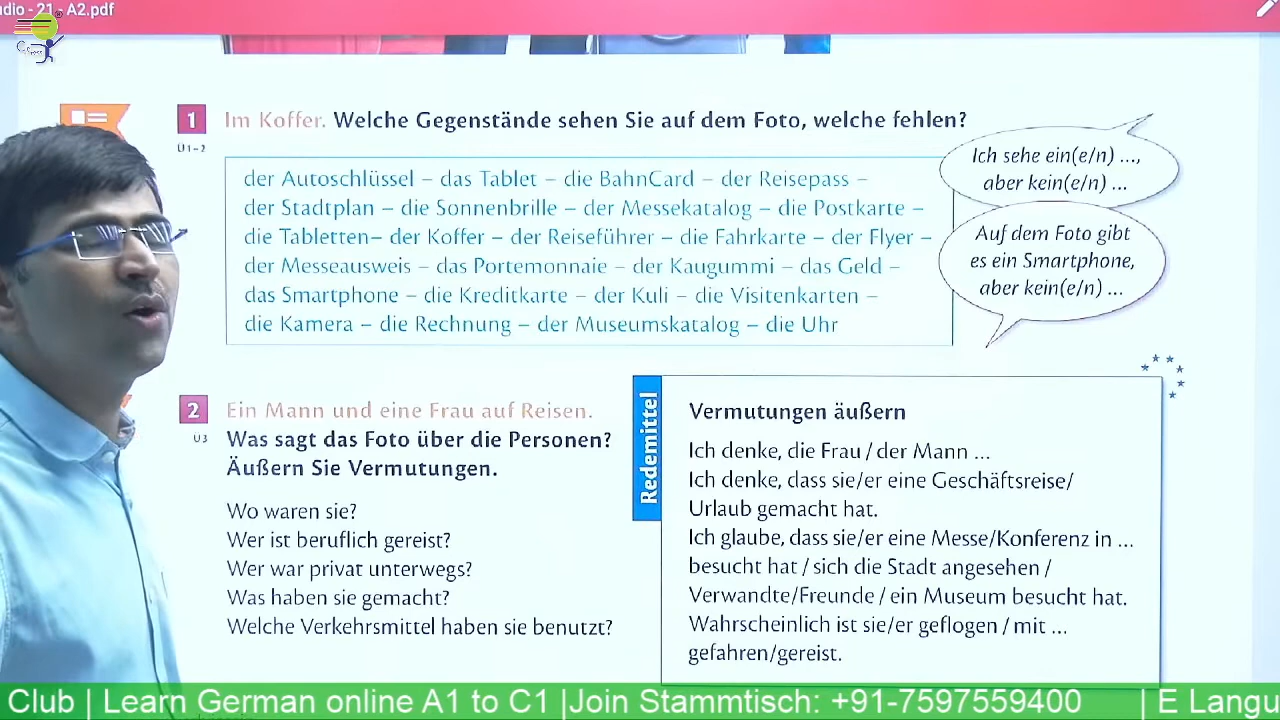 udio - 21 - A2.pdf
1 Im Koffer. Welche Gegenstände sehen Sie auf dem Foto, welche fehlen?
Ü1-2
der Autoschlüssel – das Tablet – die BahnCard – der Reisepass –
der Stadtplan – die Sonnenbrille – der Messekatalog – die Postkarte –
die Tabletten– der Koffer – der Reiseführer – die Fahrkarte – der Flyer –
der Messeausweis – das Portemonnaie – der Kaugummi – das Geld –
das Smartphone – die Kreditkarte – der Kuli – die Visitenkarten –
die Kamera – die Rechnung – der Museumskatalog – die Uhr
Ich sehe ein(e/n) ...,
aber kein(e/n) ...
Auf dem Foto gibt
es ein Smartphone,
aber kein(e/n) ...
2 Ein Mann und eine Frau auf Reisen.
Ü3
Was sagt das Foto über die Personen?
Äußern Sie Vermutungen.
Wo waren sie?
Wer ist beruflich gereist?
Wer war privat unterwegs?
Was haben sie gemacht?
Welche Verkehrsmittel haben sie benutzt?
Redemittel
Vermutungen äußern
Ich denke, die Frau / der Mann ...
Ich denke, dass sie/er eine Geschäftsreise/
Urlaub gemacht hat.
Ich glaube, dass sie/er eine Messe/Konferenz in ...
besucht hat / sich die Stadt angesehen /
Verwandte/Freunde / ein Museum besucht hat.
Wahrscheinlich ist sie/er geflogen / mit ...
gefahren/gereist.
Club | Learn German online A1 to C1 |Join Stammtisch: +91-7597559400 | E Langu